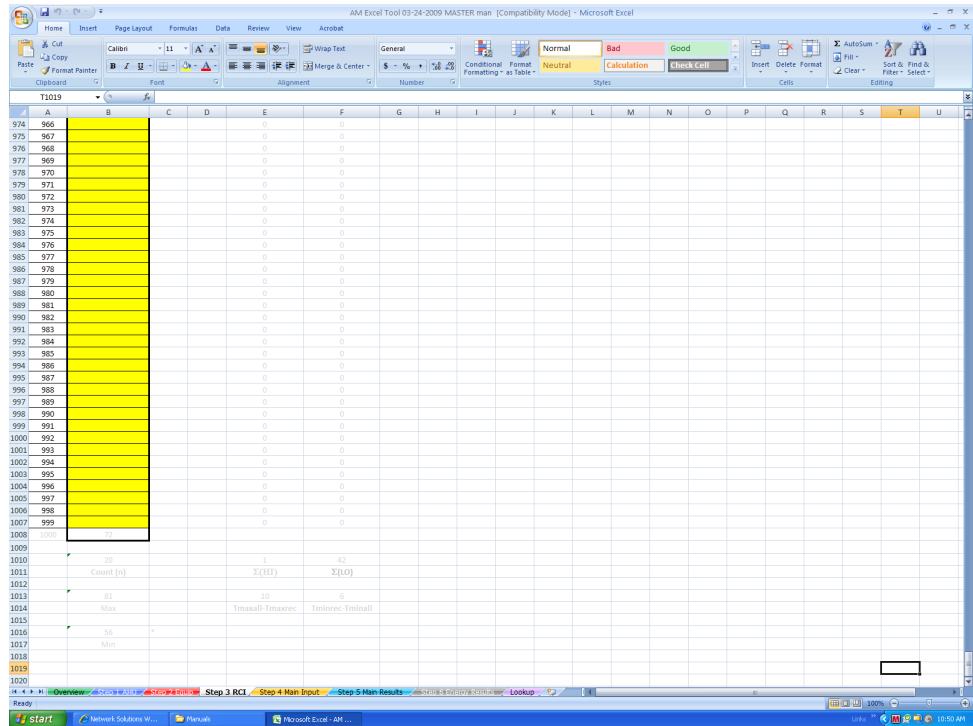 AM Excel Tool 03-24-2009 MASTER man [Compatibility Mode] - Microsoft Excel
Home Insert Page Layout Formulas Data Review View Acrobat
Paste
Cut
Copy
Format Painter
Clipboard
Calibri 11
B I U
Font
Wrap Text
Merge & Center
Alignment
General
$ % ,
Number
Conditional Formatting
Format as Table
Normal Bad Good
Neutral Calculation Check Cell
Styles
Insert Delete Format
Cells
Σ AutoSum
Fill
Clear
Sort & Filter
Find & Select
Editing
T1019 fx
A B C D E F G H I J K L M N O P Q R S T U
974 966 0 0
975 967 0 0
976 968 0 0
977 969 0 0
978 970 0 0
979 971 0 0
980 972 0 0
981 973 0 0
982 974 0 0
983 975 0 0
984 976 0 0
985 977 0 0
986 978 0 0
987 979 0 0
988 980 0 0
989 981 0 0
990 982 0 0
991 983 0 0
992 984 0 0
993 985 0 0
994 986 0 0
995 987 0 0
996 988 0 0
997 989 0 0
998 990 0 0
999 991 0 0
1000 992 0 0
1001 993 0 0
1002 994 0 0
1003 995 0 0
1004 996 0 0
1005 997 0 0
1006 998 0 0
1007 999 0 0
1008 1000 72
1009
1010 20 1 42
1011 Count (n) Σ(HI) Σ(LO)
1012
1013 81 10 6
1014 Max Tmaxall-Tmaxrec Tminrec-Tminall
1015
1016 56 *
1017 Min
1018
1019
1020
Overview Step 1 AHU Step 2 Equip Step 3 RCI Step 4 Main Input Step 5 Main Results Step 6 Energy Results Lookup
Ready 100%
start Network Solutions W... Manuals Microsoft Excel - AM ... Links » 10:50 AM